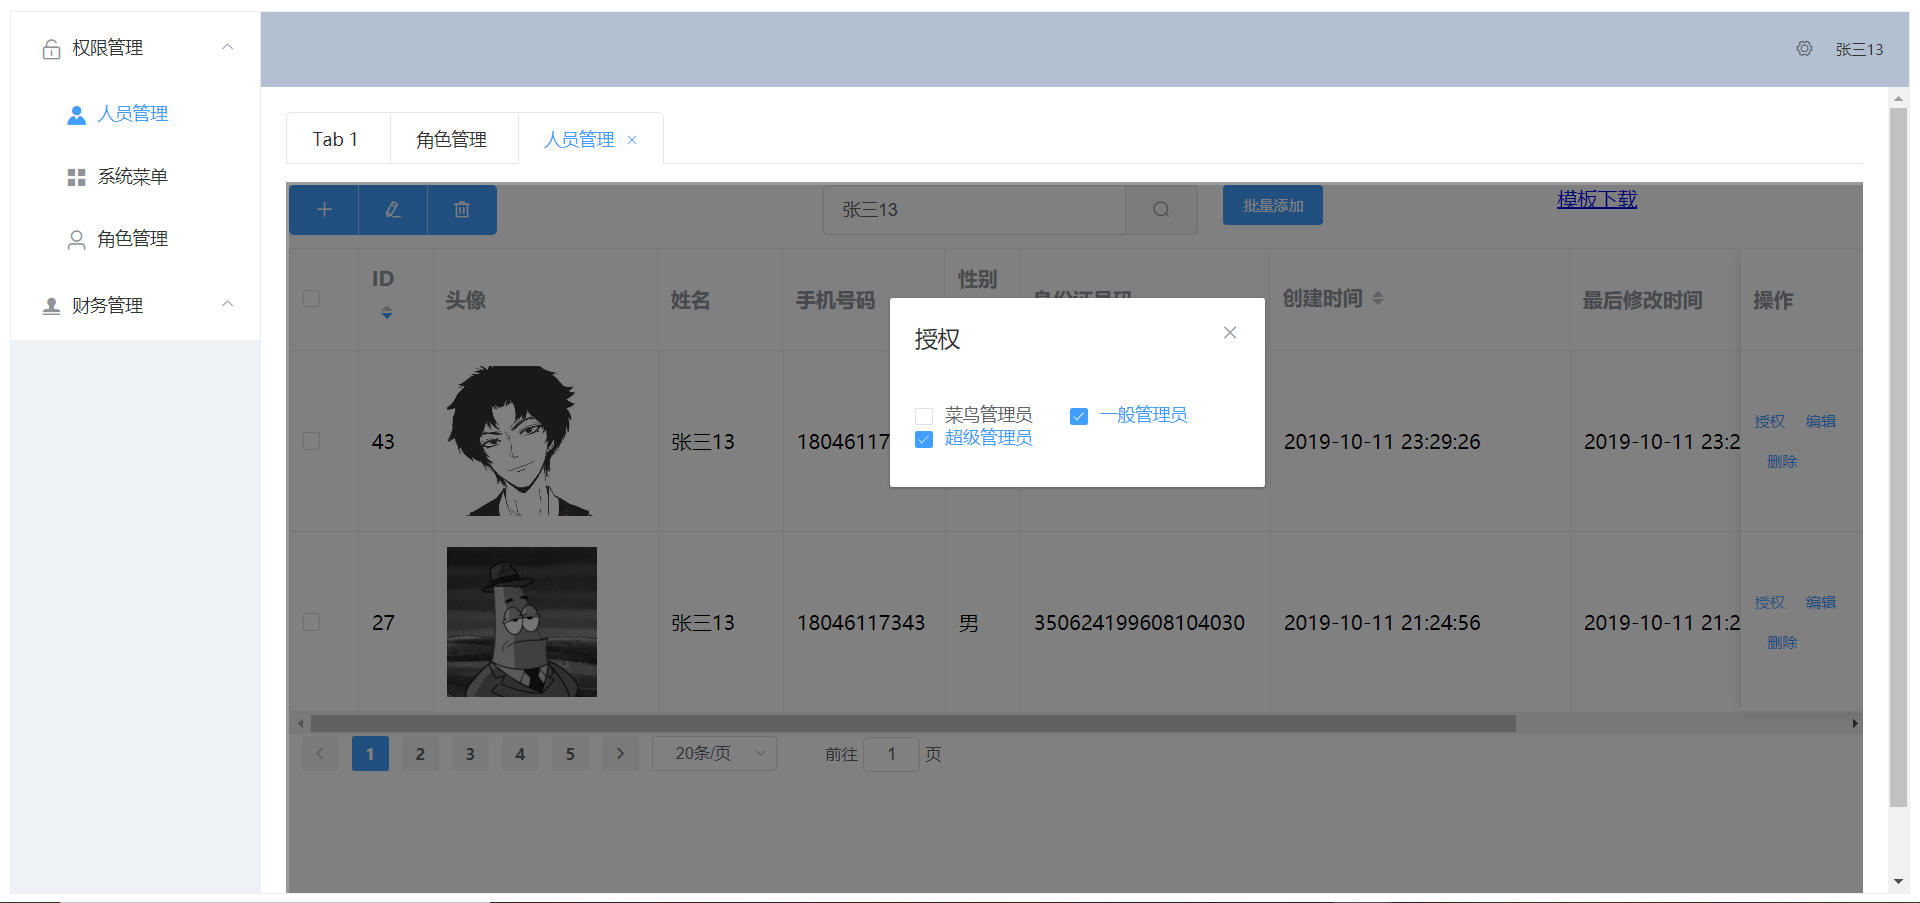 权限管理
人员管理
系统菜单
角色管理
财务管理
张三13
Tab 1
角色管理
人员管理
张三13
批量添加
模板下载
ID
头像
姓名
手机号码
性别
身份证号码
创建时间
最后修改时间
操作
授权
菜鸟管理员
一般管理员
超级管理员
43
张三13
18046117
2019-10-11 23:29:26
2019-10-11 23:2
授权
编辑
删除
27
张三13
18046117343
男
350624199608104030
2019-10-11 21:24:56
2019-10-11 21:2
授权
编辑
删除
1
2
3
4
5
20条/页
前往
1
页